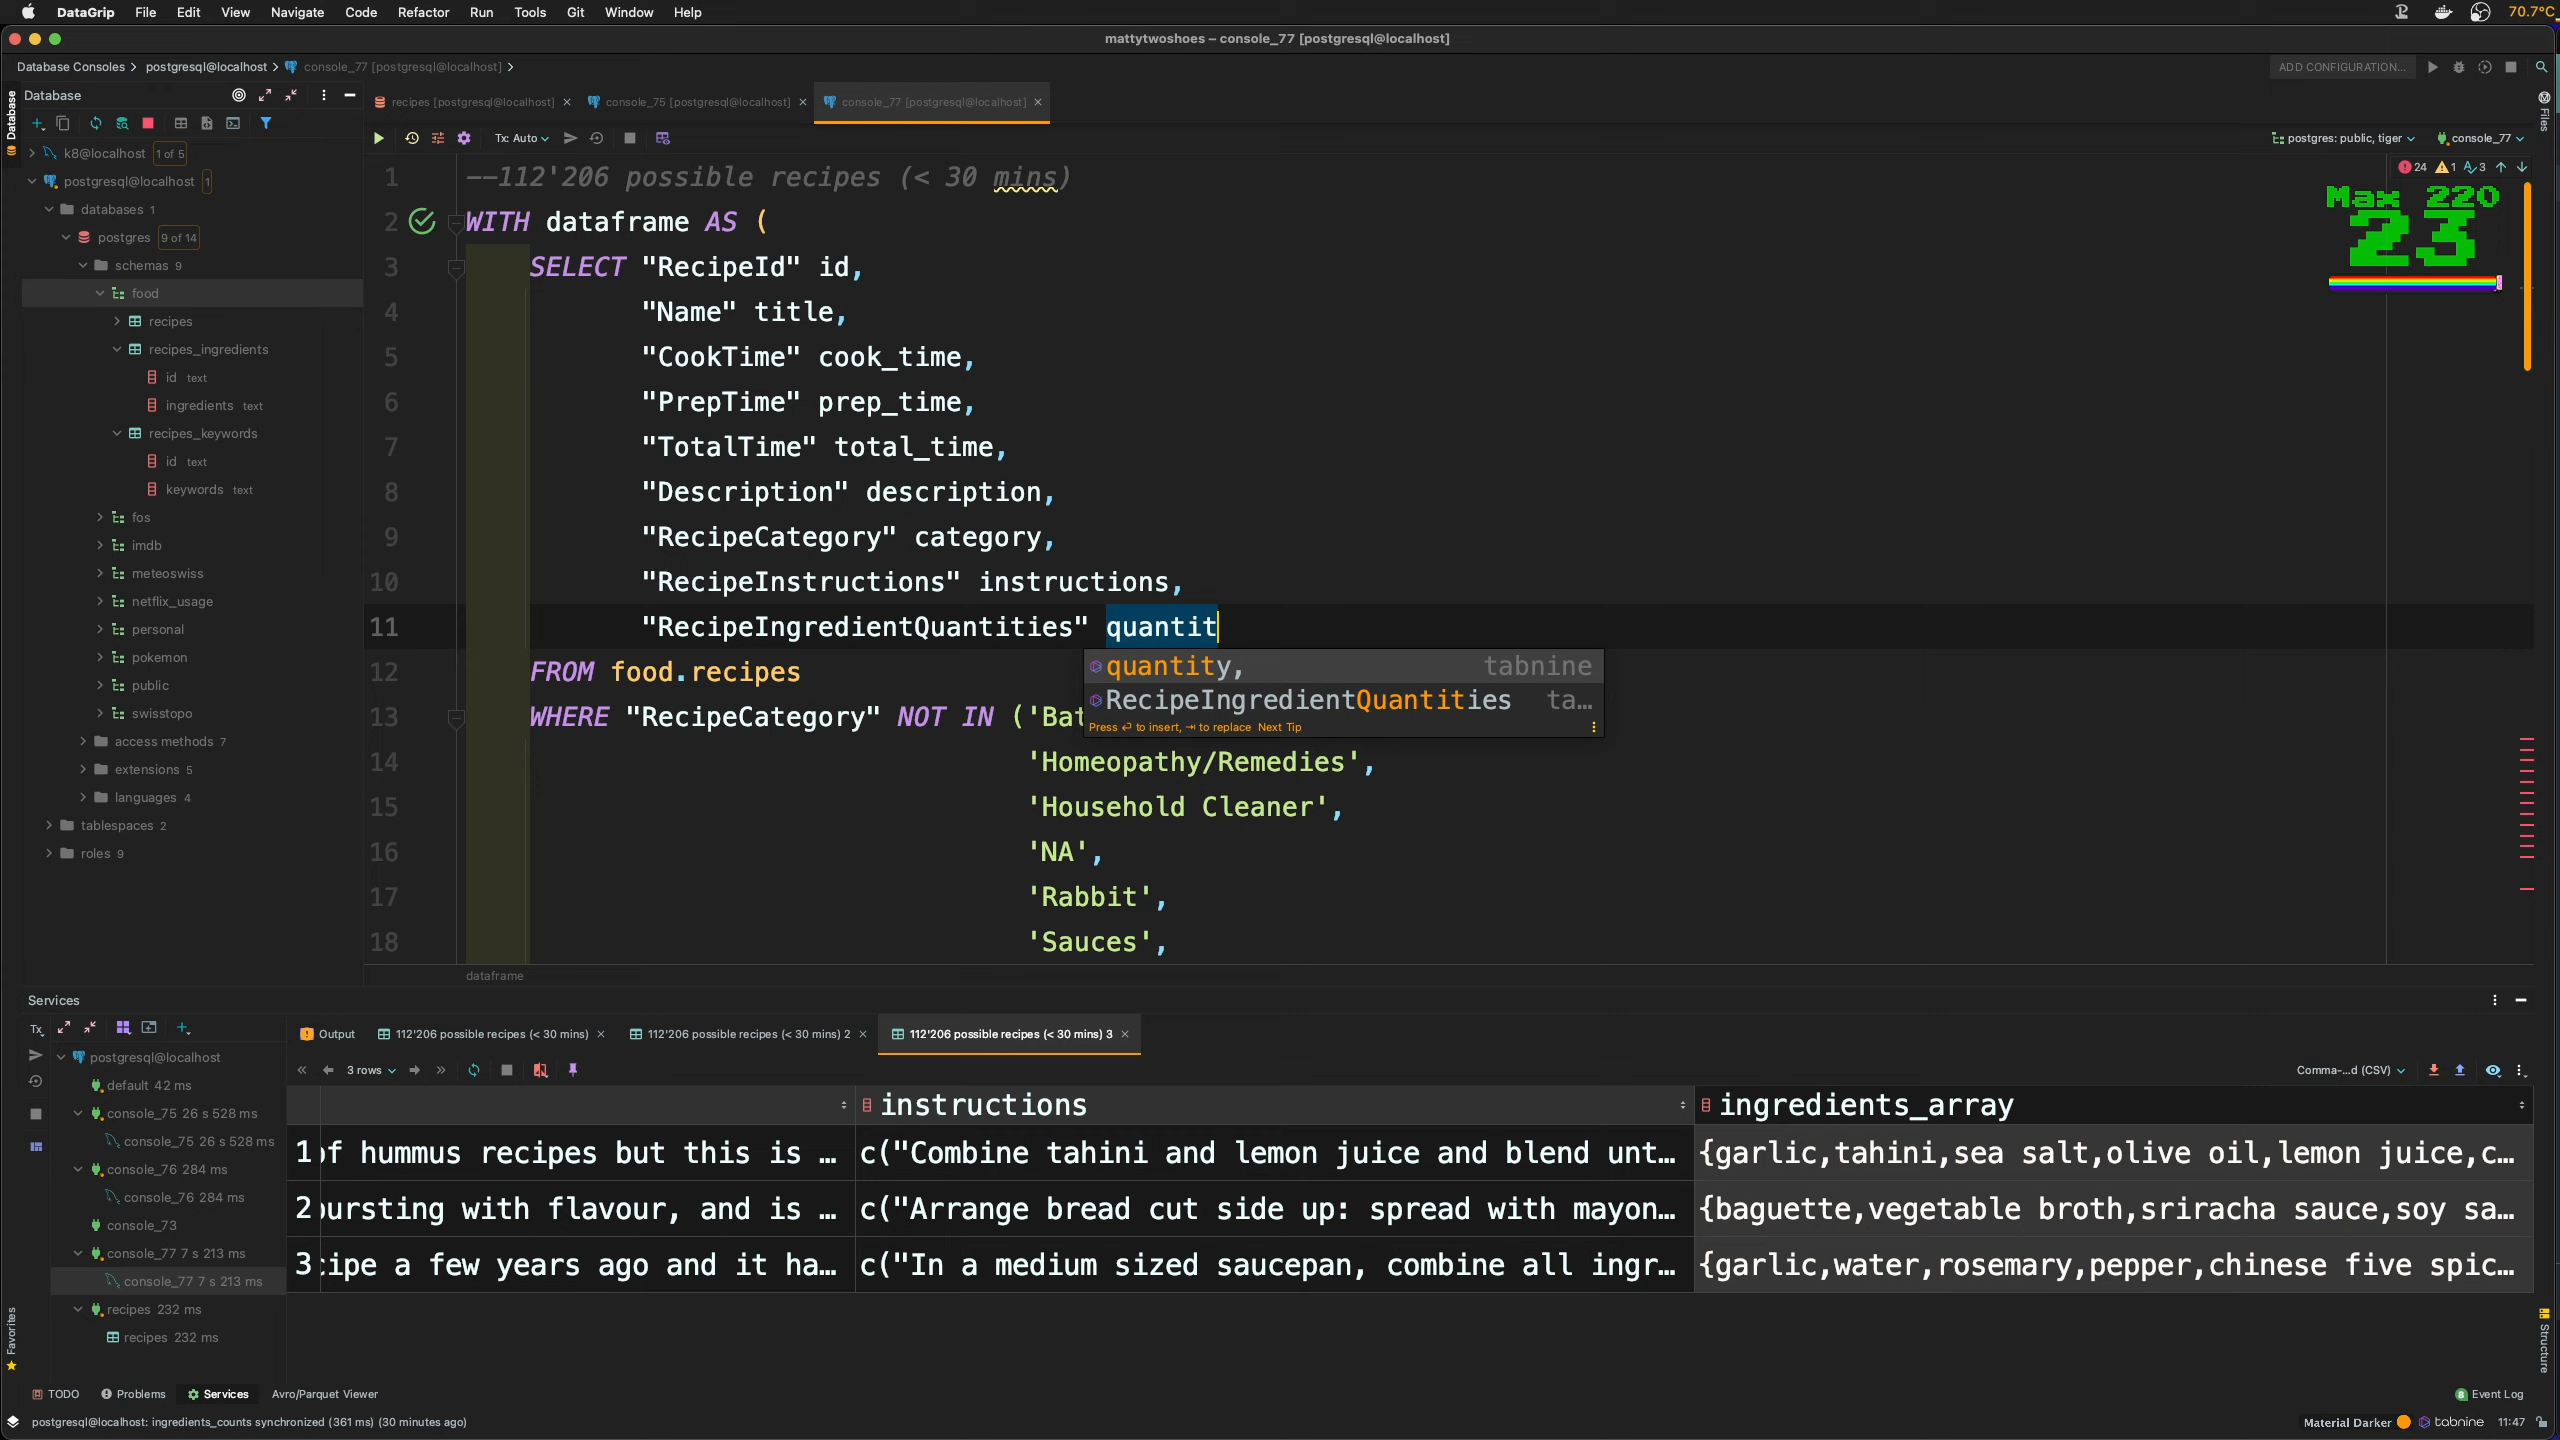 DataGrip File Edit View Navigate Code Refactor Run Tools Git Window Help
70.7°C
mattytwoshoes – console_77 [postgresql@localhost]
Database Consoles postgresql@localhost console_77 [postgresql@localhost]
ADD CONFIGURATION...
Database
recipes [postgresql@localhost] console_75 [postgresql@localhost] console_77 [postgresql@localhost]
Tx: Auto
postgres: public, tiger console_77
Database
Files
k8@localhost 1 of 5
postgresql@localhost 1
databases 1
postgres 9 of 14
schemas 9
food
recipes
recipes_ingredients
id text
ingredients text
recipes_keywords
id text
keywords text
fos
imdb
meteoswiss
netflix_usage
personal
pokemon
public
swisstopo
access methods 7
extensions 5
languages 4
tablespaces 2
roles 9
24 1 3
Max 220
23
1 --112'206 possible recipes (< 30 mins)
2 WITH dataframe AS (
3 SELECT "RecipeId" id,
4 "Name" title,
5 "CookTime" cook_time,
6 "PrepTime" prep_time,
7 "TotalTime" total_time,
8 "Description" description,
9 "RecipeCategory" category,
10 "RecipeInstructions" instructions,
11 "RecipeIngredientQuantities" quantit
quantity, tabnine
RecipeIngredientQuantities ta...
Press ⏎ to insert, ⇥ to replace Next Tip
12 FROM food.recipes
13 WHERE "RecipeCategory" NOT IN ('Bat
14 'Homeopathy/Remedies',
15 'Household Cleaner',
16 'NA',
17 'Rabbit',
18 'Sauces',
dataframe
Services
Tx
postgresql@localhost
default 42 ms
console_75 26 s 528 ms
console_75 26 s 528 ms
console_76 284 ms
console_76 284 ms
console_73
console_77 7 s 213 ms
console_77 7 s 213 ms
recipes 232 ms
recipes 232 ms
Output 112'206 possible recipes (< 30 mins) 112'206 possible recipes (< 30 mins) 2 112'206 possible recipes (< 30 mins) 3
3 rows
Comma-...d (CSV)
instructions ingredients_array
1 of hummus recipes but this is ... c("Combine tahini and lemon juice and blend unt... {garlic,tahini,sea salt,olive oil,lemon juice,c...
2 bursting with flavour, and is ... c("Arrange bread cut side up: spread with mayon... {baguette,vegetable broth,sriracha sauce,soy sa...
3 cipe a few years ago and it ha... c("In a medium sized saucepan, combine all ingr... {garlic,water,rosemary,pepper,chinese five spic...
Favorites
Structure
TODO Problems Services Avro/Parquet Viewer
8 Event Log
postgresql@localhost: ingredients_counts synchronized (361 ms) (30 minutes ago)
Material Darker tabnine 11:47